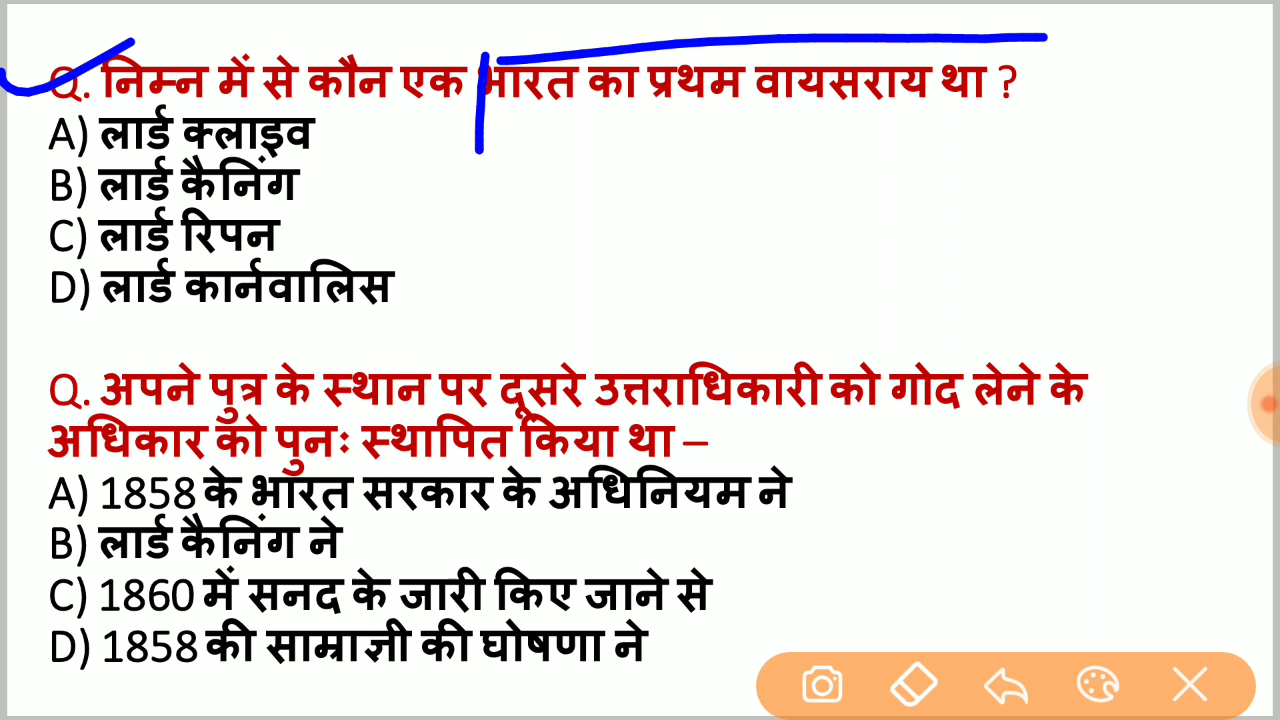 Q. निम्न में से कौन एक भारत का प्रथम वायसराय था ?
A) लार्ड क्लाइव
B) लार्ड कैनिंग
C) लार्ड रिपन
D) लार्ड कार्नवालिस
Q. अपने पुत्र के स्थान पर दूसरे उत्तराधिकारी को गोद लेने के
अधिकार को पुनः स्थापित किया था –
A) 1858 के भारत सरकार के अधिनियम ने
B) लार्ड कैनिंग ने
C) 1860 में सनद के जारी किए जाने से
D) 1858 की साम्राज्ञी की घोषणा ने